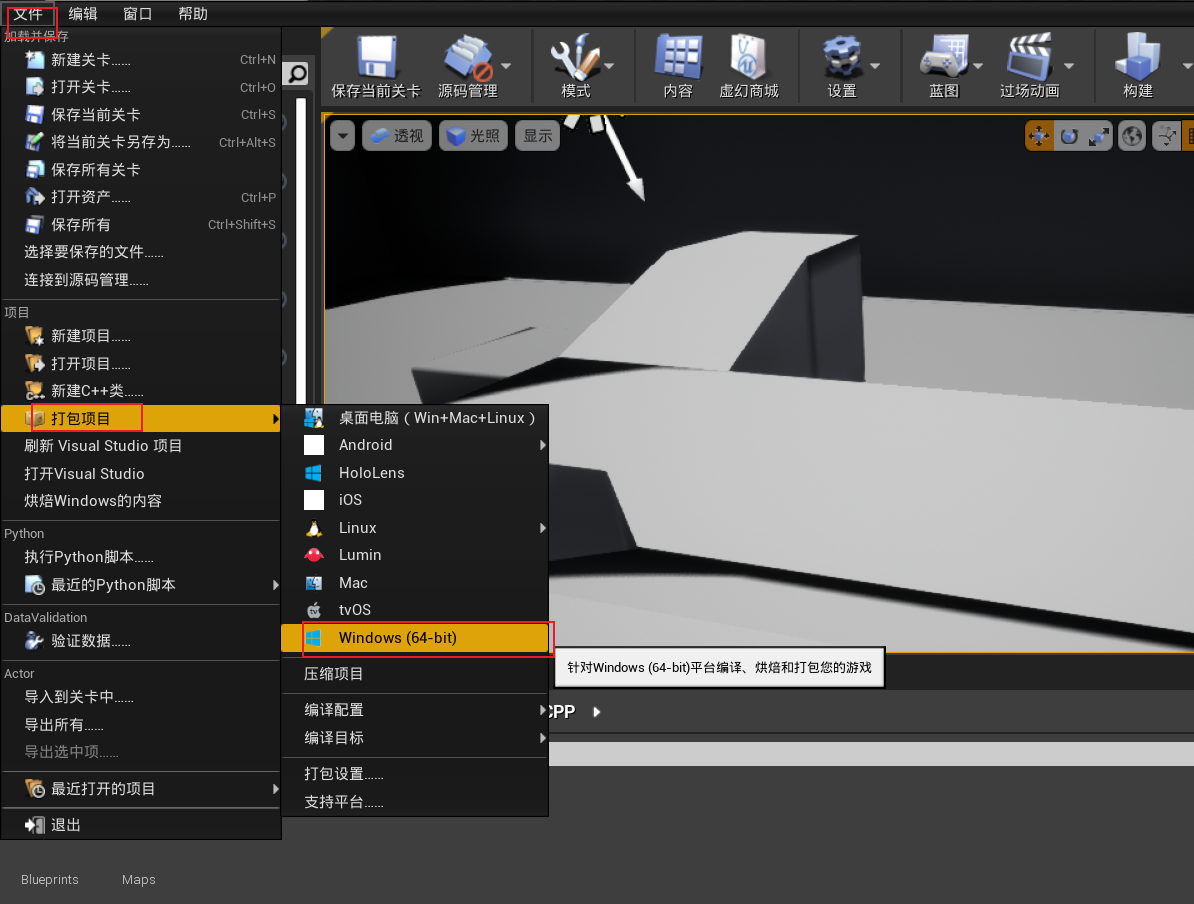 文件 编辑 窗口 帮助
加载并保存
新建关卡...... Ctrl+N
打开关卡...... Ctrl+O
保存当前关卡 Ctrl+S
将当前关卡另存为...... Ctrl+Alt+S
保存所有关卡
打开资产...... Ctrl+P
保存所有 Ctrl+Shift+S
选择要保存的文件......
连接到源码管理......
项目
新建项目......
打开项目......
新建C++类......
打包项目
刷新 Visual Studio 项目
打开Visual Studio
烘焙Windows的内容
Python
执行Python脚本......
最近的Python脚本
DataValidation
验证数据......
Actor
导入到关卡中......
导出所有......
导出选中项......
最近打开的项目
退出
保存当前关卡 源码管理 模式 内容 虚幻商城 设置 蓝图 过场动画 构建
透视 光照 显示
桌面电脑（Win+Mac+Linux）
Android
HoloLens
iOS
Linux
Lumin
Mac
tvOS
Windows (64-bit)
压缩项目
编译配置
编译目标
打包设置......
支持平台......
针对Windows (64-bit)平台编译、烘焙和打包您的游戏
CPP
Blueprints Maps